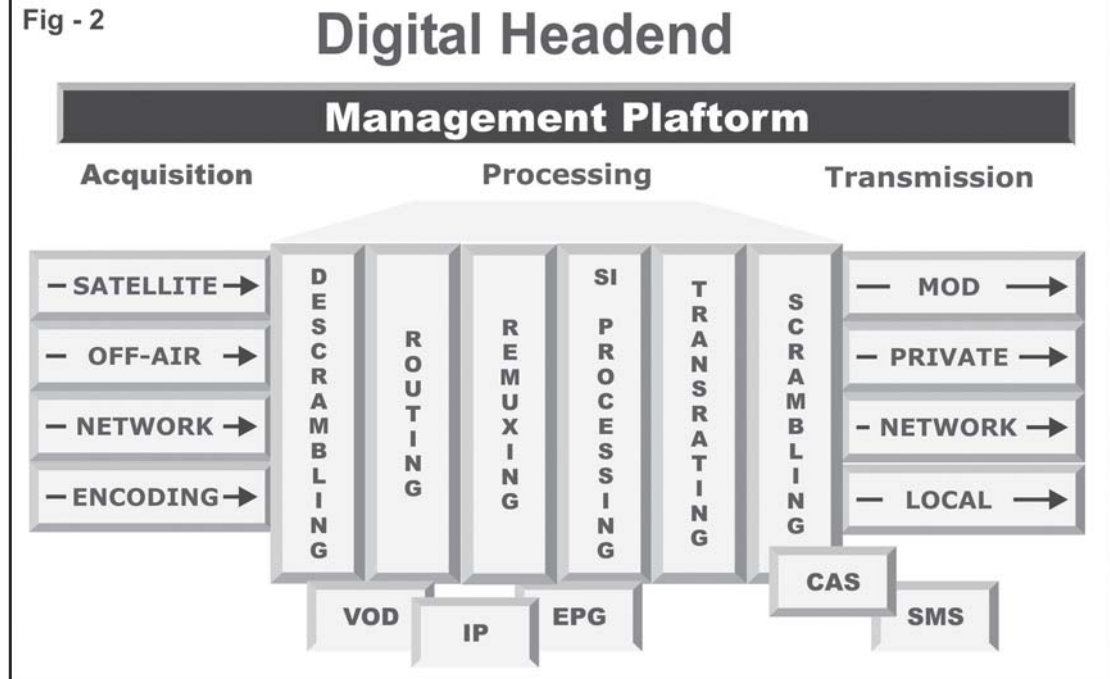 Fig - 2
Digital Headend
Management Plaftorm
Acquisition
Processing
Transmission
SATELLITE
OFF-AIR
NETWORK
ENCODING
DESCRAMBLING
ROUTING
REMUXING
SI PROCESSING
TRANSRATING
SCRAMBLING
MOD
PRIVATE
NETWORK
LOCAL
VOD
IP
EPG
CAS
SMS